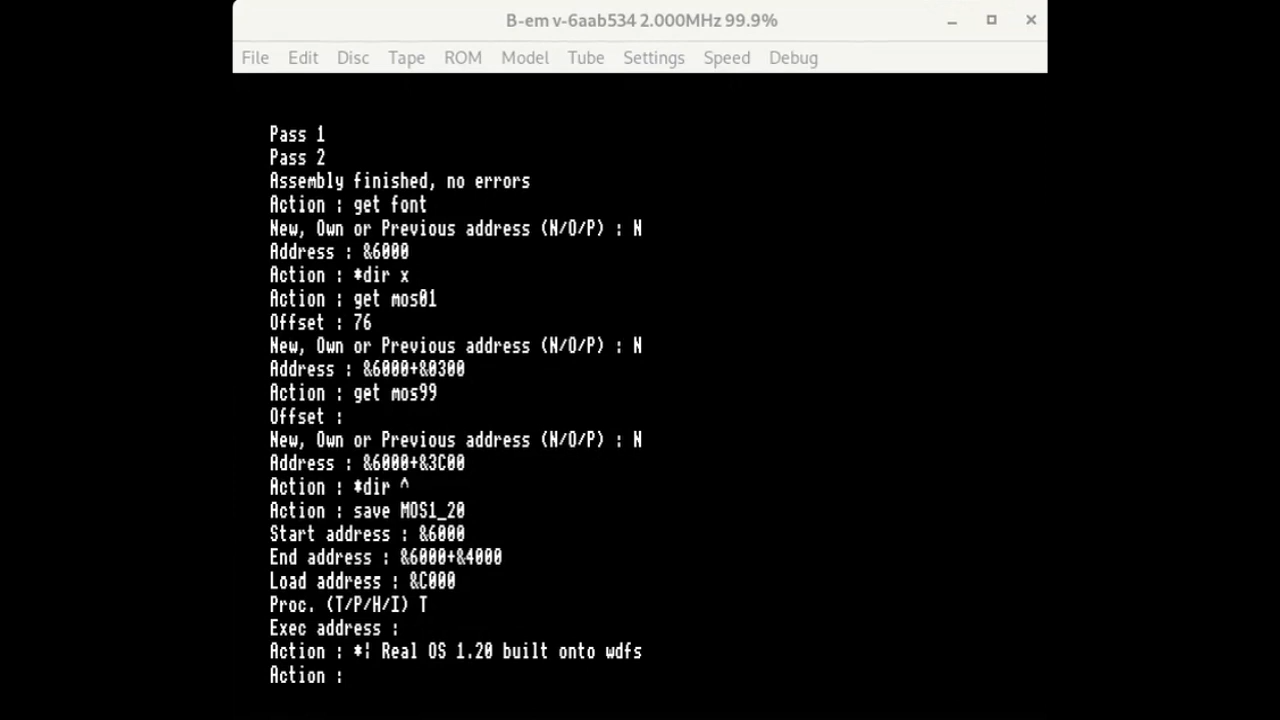 B-em v-6aab534 2.000MHz 99.9%
File Edit Disc Tape ROM Model Tube Settings Speed Debug
Pass 1
Pass 2
Assembly finished, no errors
Action : get font
New, Own or Previous address (N/O/P) : N
Address : &6000
Action : *dir x
Action : get mos01
Offset : 76
New, Own or Previous address (N/O/P) : N
Address : &6000+&0300
Action : get mos99
Offset :
New, Own or Previous address (N/O/P) : N
Address : &6000+&3C00
Action : *dir ^
Action : save MOS1_20
Start address : &6000
End address : &6000+&4000
Load address : &C000
Proc. (T/P/H/I) T
Exec address :
Action : *¦ Real OS 1.20 built onto wdfs
Action :